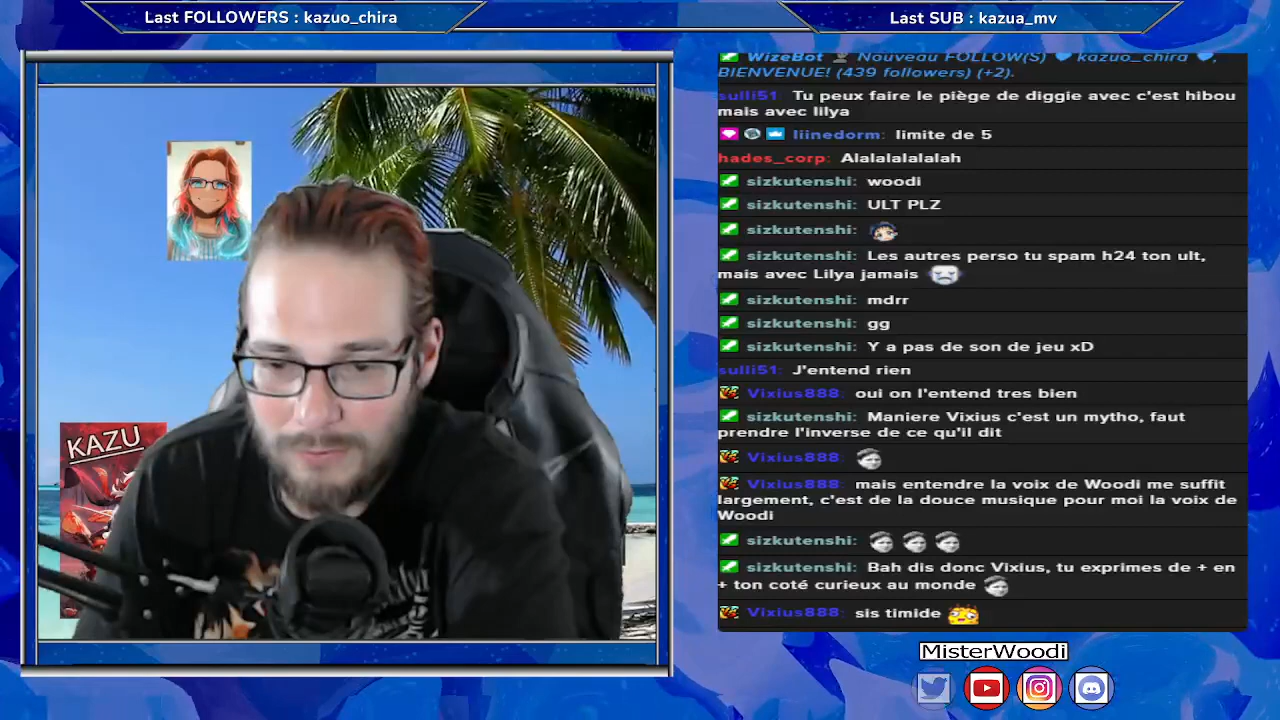 Last FOLLOWERS : kazuo_chira
Last SUB : kazua_mv
WizeBot Nouveau FOLLOW(S) kazuo_chira ,
BIENVENUE! (439 followers) (+2).
sulli51: Tu peux faire le piège de diggie avec c'est hibou
mais avec lilya
liinedorm: limite de 5
hades_corp: Alalalalalalah
sizkutenshi: woodi
sizkutenshi: ULT PLZ
sizkutenshi:
sizkutenshi: Les autres perso tu spam h24 ton ult,
mais avec Lilya jamais
sizkutenshi: mdrr
sizkutenshi: gg
sizkutenshi: Y a pas de son de jeu xD
sulli51: J'entend rien
Vixius888: oui on l'entend tres bien
sizkutenshi: Maniere Vixius c'est un mytho, faut
prendre l'inverse de ce qu'il dit
Vixius888:
Vixius888: mais entendre la voix de Woodi me suffit
largement, c'est de la douce musique pour moi la voix de
Woodi
sizkutenshi:
sizkutenshi: Bah dis donc Vixius, tu exprimes de + en
+ ton coté curieux au monde
Vixius888: sis timide
KAZU
MisterWoodi